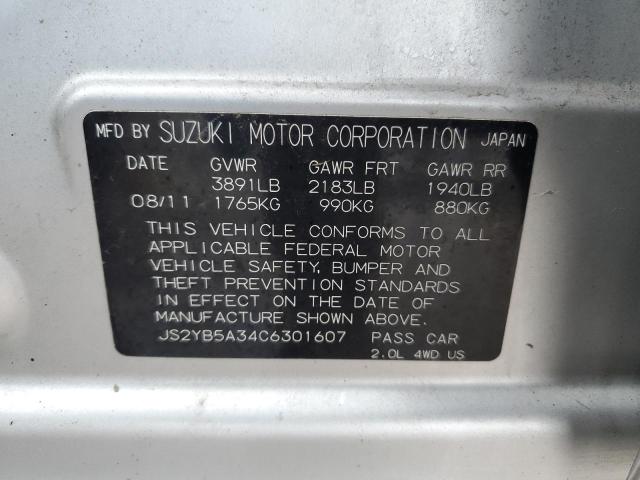 MFD BY SUZUKI MOTOR CORPORATION JAPAN
DATE GVWR GAWR FRT GAWR RR
3891LB 2183LB 1940LB
08/11 1765KG 990KG 880KG
THIS VEHICLE CONFORMS TO ALL
APPLICABLE FEDERAL MOTOR
VEHICLE SAFETY, BUMPER AND
THEFT PREVENTION STANDARDS
IN EFFECT ON THE DATE OF
MANUFACTURE SHOWN ABOVE.
JS2YB5A34C6301607 PASS CAR
2.0L 4WD US